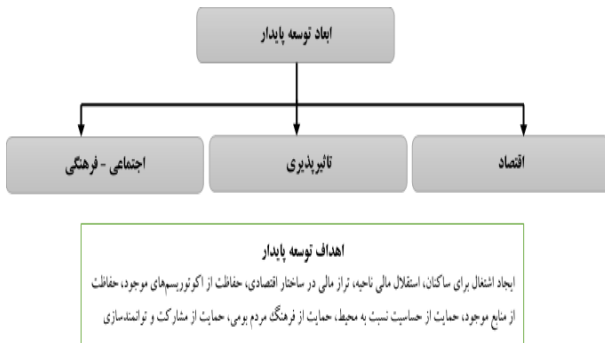 ابعاد توسعه پایدار
اقتصاد
تاثیرپذیری
اجتماعی - فرهنگی
اهداف توسعه پایدار
ایجاد اشتغال برای ساکنان، استقلال مالی ناحیه، تراز مالی در ساختار اقتصادی، حفاظت از اکوتوریسم‌های موجود، حفاظت
از منابع موجود، حمایت از حساسیت نسبت به محیط، حمایت از فرهنگ مردم بومی، حمایت از مشارکت و توانمندسازی